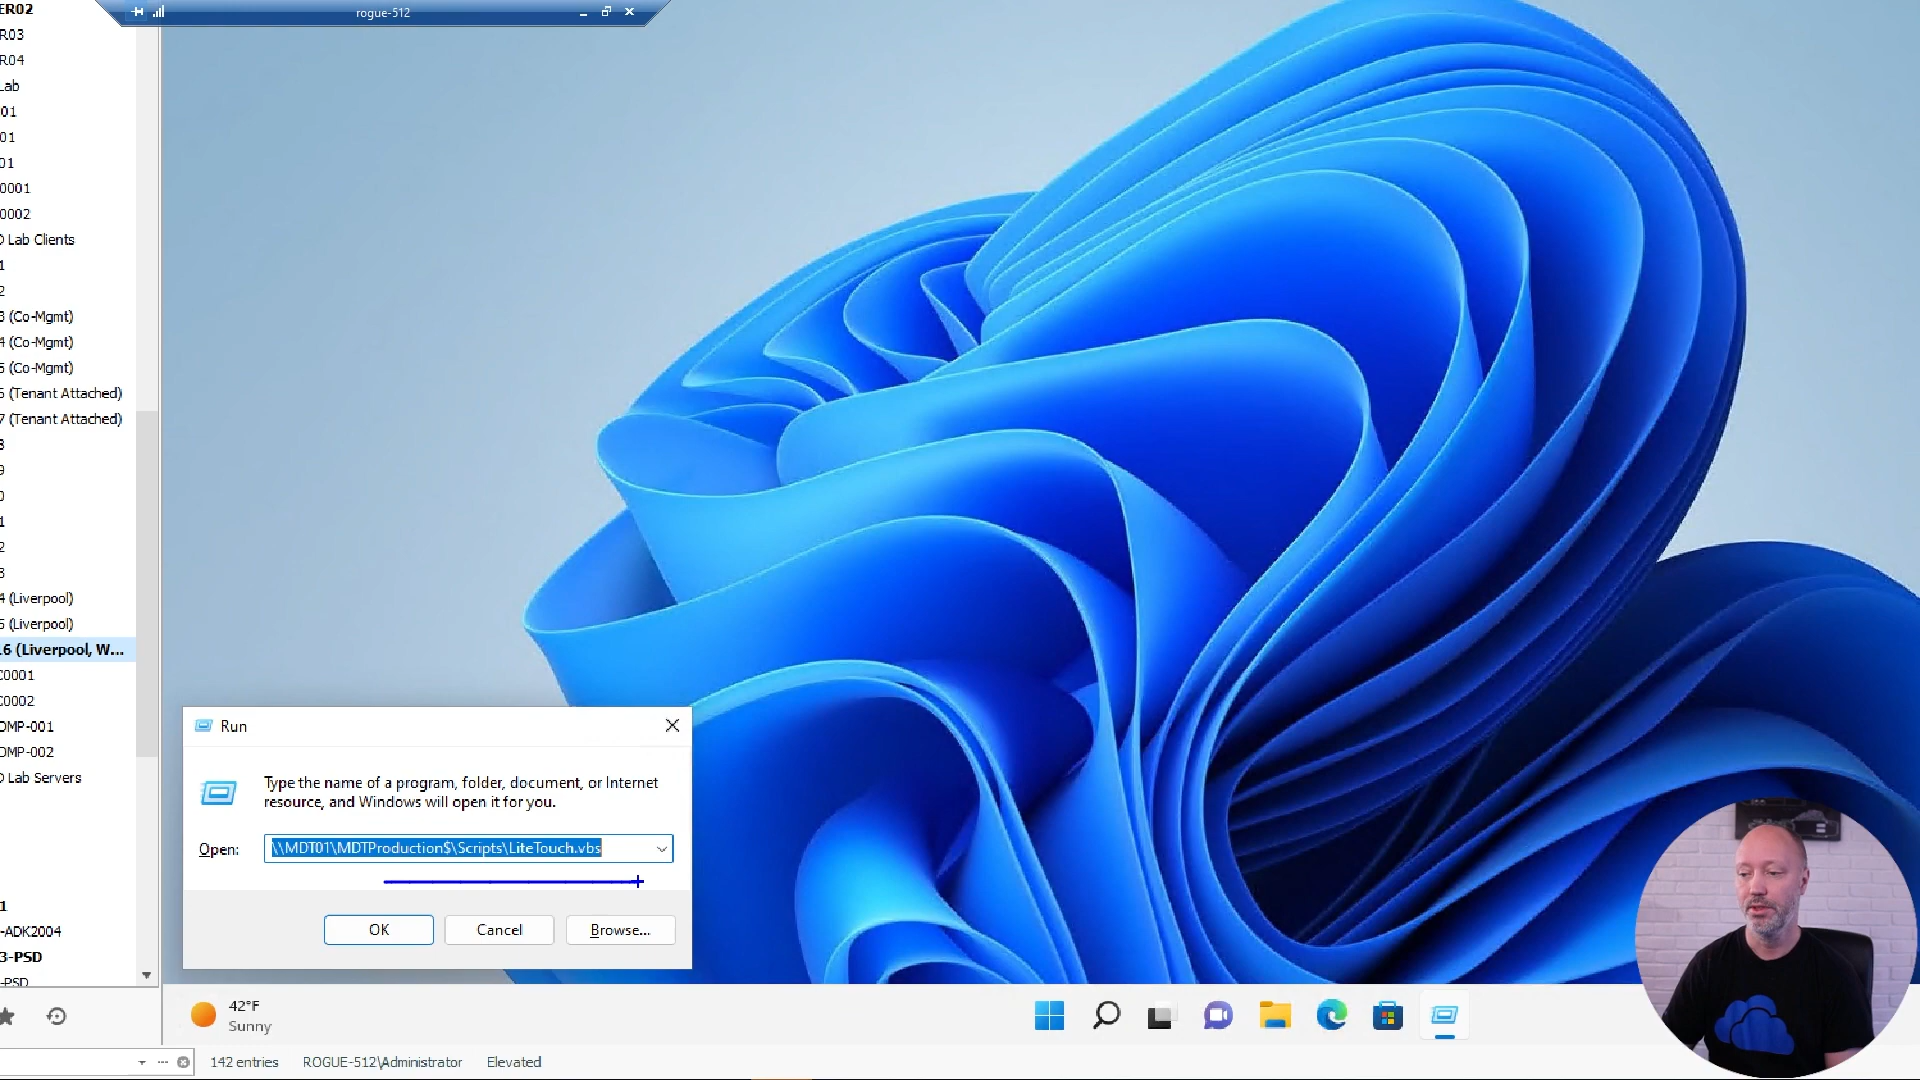 ER02
R03
R04
Lab
01
01
01
0001
0002
O Lab Clients
1
2
3 (Co-Mgmt)
4 (Co-Mgmt)
5 (Co-Mgmt)
6 (Tenant Attached)
7 (Tenant Attached)
8
9
0
1
2
3
4 (Liverpool)
5 (Liverpool)
16 (Liverpool, W...
C0001
C0002
OMP-001
OMP-002
O Lab Servers
1
-ADK2004
3-PSD
-PSD
rogue-512
Run
Type the name of a program, folder, document, or Internet
resource, and Windows will open it for you.
Open:
\\MDT01\MDTProduction$\Scripts\LiteTouch.vbs
OK
Cancel
Browse...
42°F
Sunny
142 entries
ROGUE-512\Administrator
Elevated